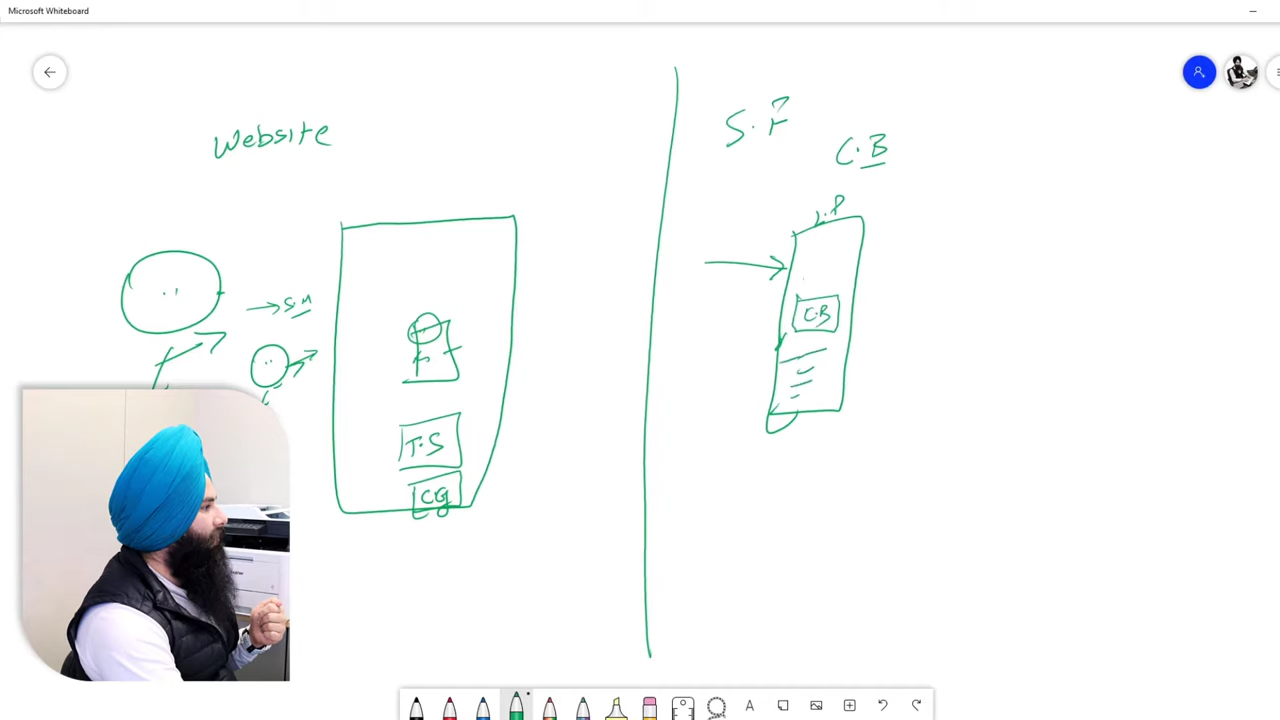 Microsoft Whiteboard
Website
S.M
T.S
CG
S.F
C.B
L.P
C.B